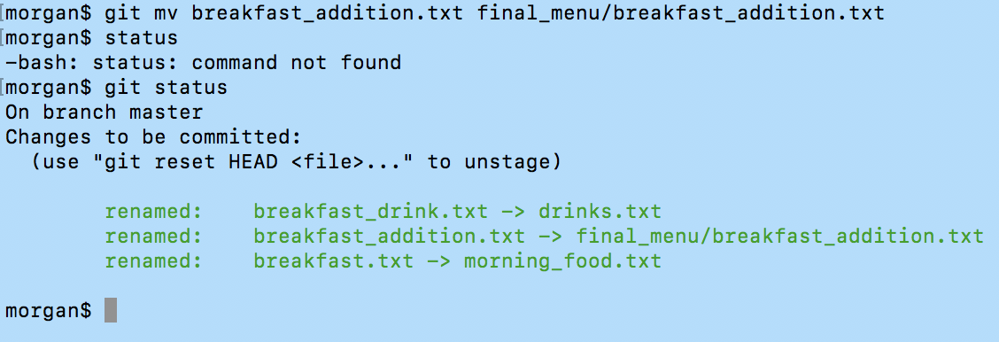 morgan$ git mv breakfast_addition.txt final_menu/breakfast_addition.txt
morgan$ status
-bash: status: command not found
morgan$ git status
On branch master
Changes to be committed:
  (use "git reset HEAD <file>..." to unstage)

        renamed:    breakfast_drink.txt -> drinks.txt
        renamed:    breakfast_addition.txt -> final_menu/breakfast_addition.txt
        renamed:    breakfast.txt -> morning_food.txt

morgan$